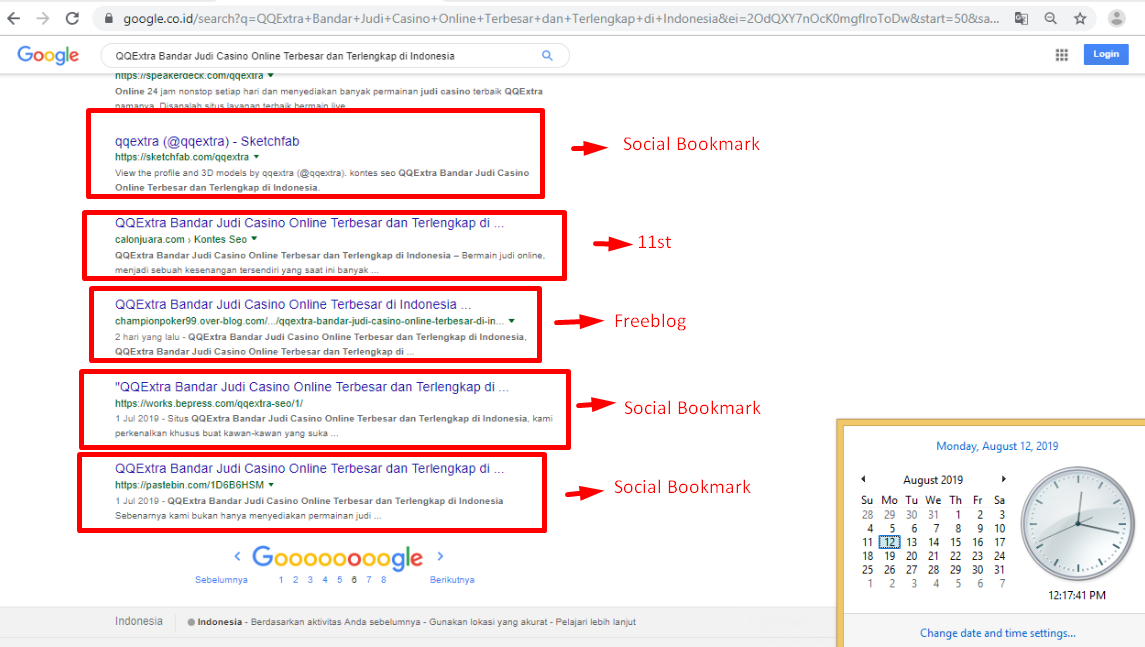 google.co.id/search?q=QQExtra+Bandar+Judi+Casino+Online+Terbesar+dan+Terlengkap+di+Indonesia&ei=2OdQXY7nOcK0mgfIroToDw&start=50&sa...
Google
QQExtra Bandar Judi Casino Online Terbesar dan Terlengkap di Indonesia
Login
https://speakerdeck.com/qqextra
Online 24 jam nonstop setiap hari dan menyediakan banyak permainan judi casino terbaik QQExtra
namanya. Disanalah situs layanan terbaik bermain live
qqextra (@qqextra) - Sketchfab
https://sketchfab.com/qqextra
View the profile and 3D models by qqextra (@qqextra). kontes seo QQExtra Bandar Judi Casino
Online Terbesar dan Terlengkap di Indonesia.
Social Bookmark
QQExtra Bandar Judi Casino Online Terbesar dan Terlengkap di ...
calonjuara.com › Kontes Seo
QQExtra Bandar Judi Casino Online Terbesar dan Terlengkap di Indonesia – Bermain judi online,
menjadi sebuah kesenangan tersendiri yang saat ini banyak ...
11st
QQExtra Bandar Judi Casino Online Terbesar di Indonesia ...
championpoker99.over-blog.com/.../qqextra-bandar-judi-casino-online-terbesar-di-in...
2 hari yang lalu - QQExtra Bandar Judi Casino Online Terbesar dan Terlengkap di Indonesia,
QQExtra Bandar Judi Casino Online Terbesar dan Terlengkap di ...
Freeblog
"QQExtra Bandar Judi Casino Online Terbesar dan Terlengkap di ...
https://works.bepress.com/qqextra-seo/1/
1 Jul 2019 - Situs QQExtra Bandar Judi Casino Online Terbesar dan Terlengkap di Indonesia, kami
perkenalkan khusus buat kawan-kawan yang suka ...
Social Bookmark
QQExtra Bandar Judi Casino Online Terbesar dan Terlengkap di ...
https://pastebin.com/1D6B6HSM
1 Jul 2019 - QQExtra Bandar Judi Casino Online Terbesar dan Terlengkap di Indonesia
Sebenarnya kami bukan hanya menyediakan permainan judi ...
Social Bookmark
Goooooooogle
Sebelumnya 1 2 3 4 5 6 7 8 Berikutnya
Indonesia Indonesia - Berdasarkan aktivitas Anda sebelumnya - Gunakan lokasi yang akurat - Pelajari lebih lanjut
Monday, August 12, 2019
August 2019
Su Mo Tu We Th Fr Sa
28 29 30 31 1 2 3
4 5 6 7 8 9 10
11 12 13 14 15 16 17
18 19 20 21 22 23 24
25 26 27 28 29 30 31
1 2 3 4 5 6 7
12:17:41 PM
Change date and time settings...